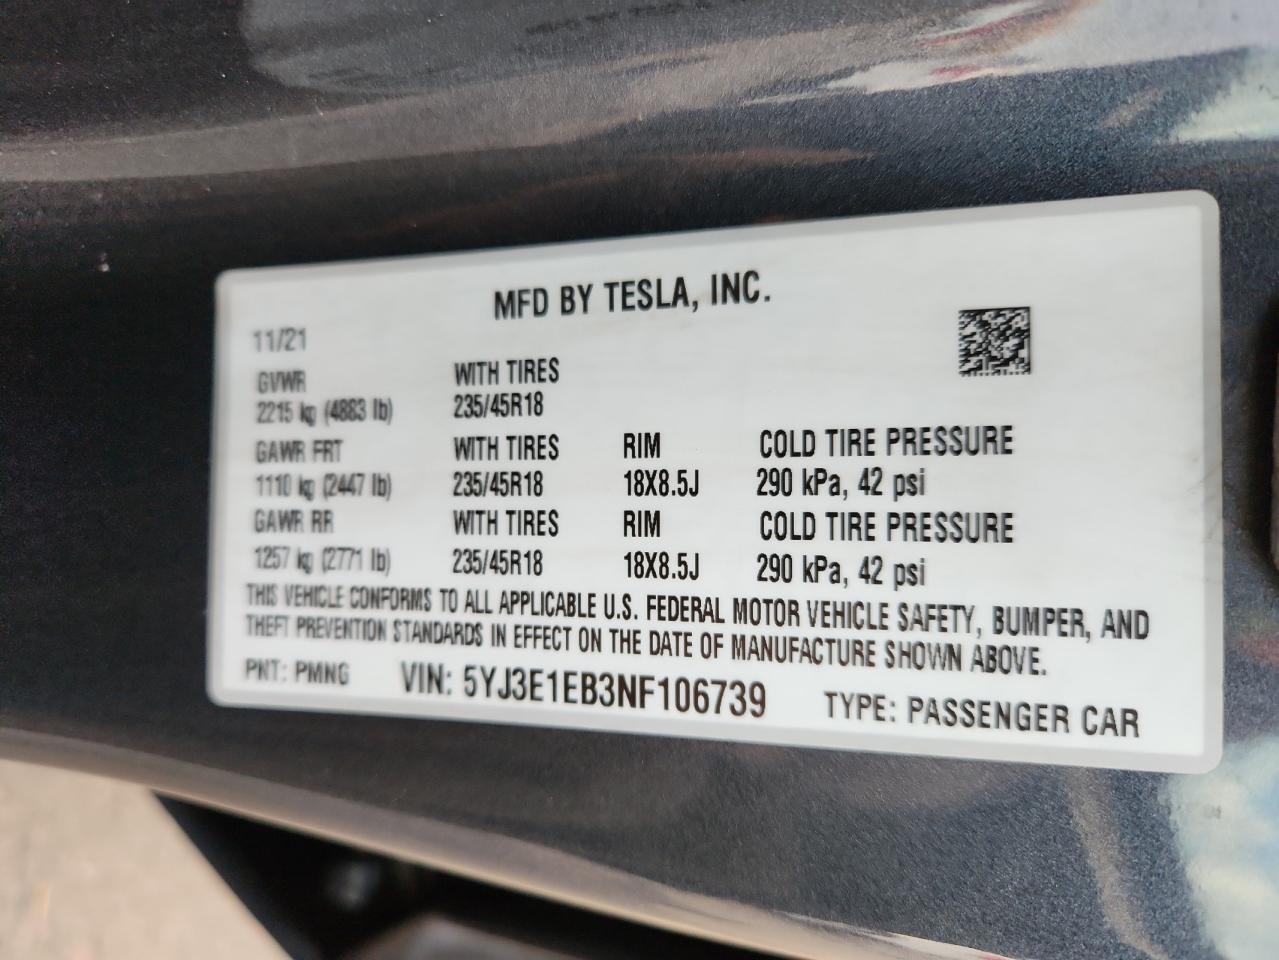 MFD BY TESLA, INC.
11/21
GVWR WITH TIRES
2215 kg (4883 lb) 235/45R18
GAWR FRT WITH TIRES RIM COLD TIRE PRESSURE
1110 kg (2447 lb) 235/45R18 18X8.5J 290 kPa, 42 psi
GAWR RR WITH TIRES RIM COLD TIRE PRESSURE
1257 kg (2771 lb) 235/45R18 18X8.5J 290 kPa, 42 psi
THIS VEHICLE CONFORMS TO ALL APPLICABLE U.S. FEDERAL MOTOR VEHICLE SAFETY, BUMPER, AND
THEFT PREVENTION STANDARDS IN EFFECT ON THE DATE OF MANUFACTURE SHOWN ABOVE.
PNT: PMNG VIN: 5YJ3E1EB3NF106739 TYPE: PASSENGER CAR